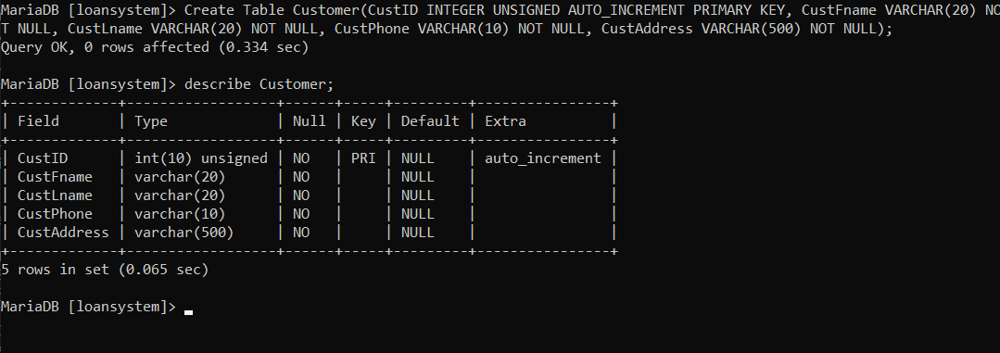 MariaDB [loansystem]> Create Table Customer(CustID INTEGER UNSIGNED AUTO_INCREMENT PRIMARY KEY, CustFname VARCHAR(20) NO
T NULL, CustLname VARCHAR(20) NOT NULL, CustPhone VARCHAR(10) NOT NULL, CustAddress VARCHAR(500) NOT NULL);
Query OK, 0 rows affected (0.334 sec)

MariaDB [loansystem]> describe Customer;
+-------------+------------------+------+-----+---------+----------------+
| Field       | Type             | Null | Key | Default | Extra          |
+-------------+------------------+------+-----+---------+----------------+
| CustID      | int(10) unsigned | NO   | PRI | NULL    | auto_increment |
| CustFname   | varchar(20)      | NO   |     | NULL    |                |
| CustLname   | varchar(20)      | NO   |     | NULL    |                |
| CustPhone   | varchar(10)      | NO   |     | NULL    |                |
| CustAddress | varchar(500)     | NO   |     | NULL    |                |
+-------------+------------------+------+-----+---------+----------------+
5 rows in set (0.065 sec)

MariaDB [loansystem]> _